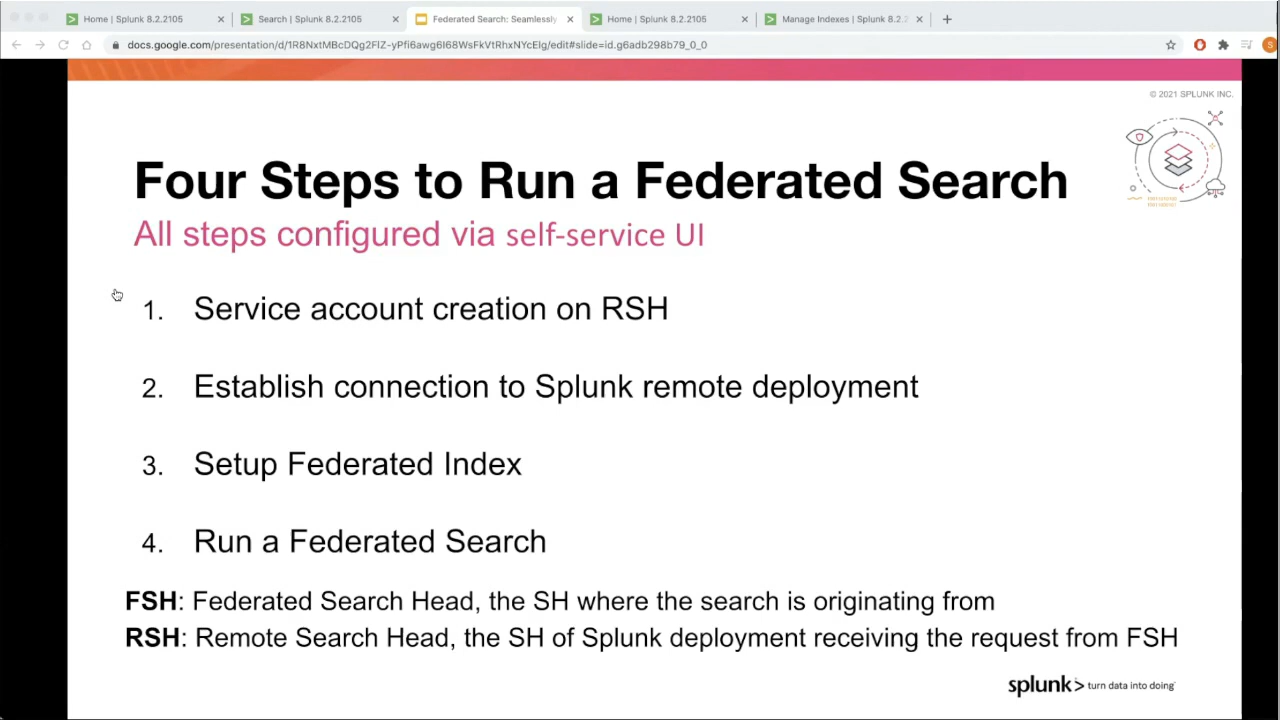 Home | Splunk 8.2.2105
Search | Splunk 8.2.2105
Federated Search: Seamlessly
Home | Splunk 8.2.2105
Manage Indexes | Splunk 8.2.2
docs.google.com/presentation/d/1R8NxtMBcDQg2FIZ-yPfi6awg6I68WsFkVtRhxNYcEIg/edit#slide=id.g6adb298b79_0_0
S
© 2021 SPLUNK INC.
Four Steps to Run a Federated Search
All steps configured via self-service UI
1. Service account creation on RSH
2. Establish connection to Splunk remote deployment
3. Setup Federated Index
4. Run a Federated Search
FSH: Federated Search Head, the SH where the search is originating from
RSH: Remote Search Head, the SH of Splunk deployment receiving the request from FSH
splunk> turn data into doing